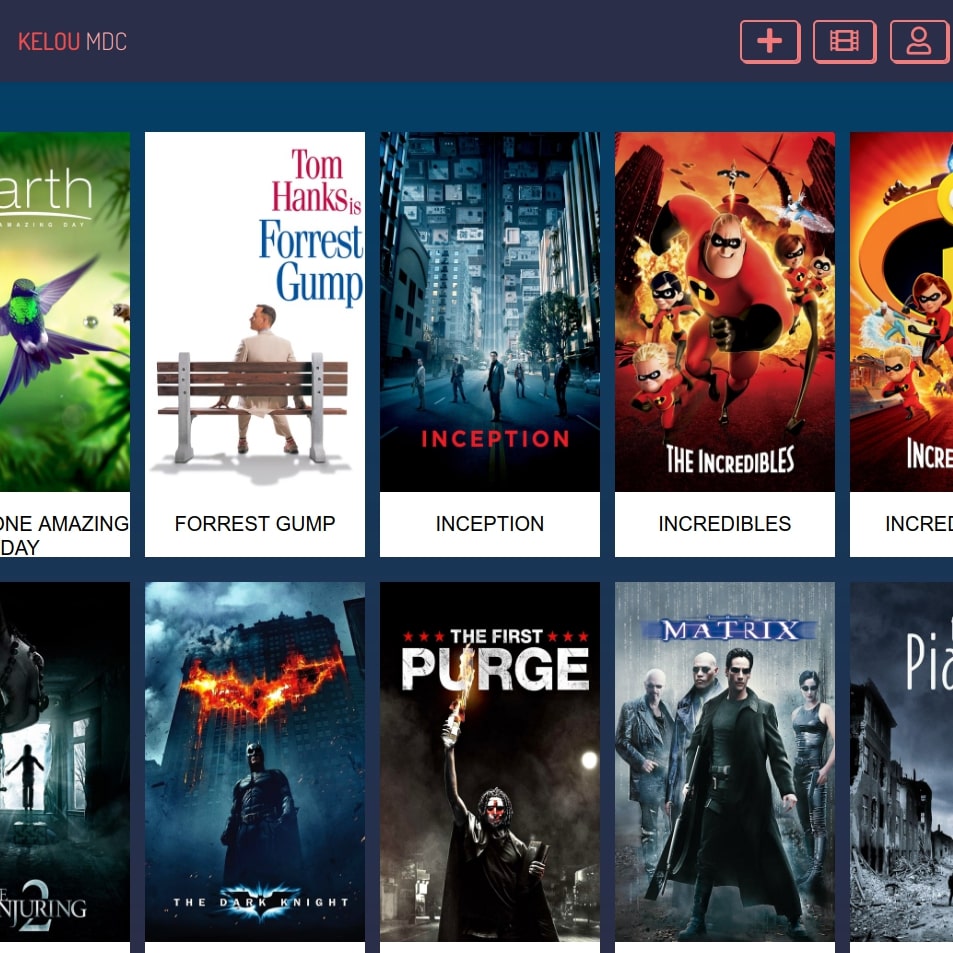 KELOU MDC
arth
AMAZING DAY
Tom
Hanks is
Forrest
Gump
INCEPTION
THE INCREDIBLES
INCRE
ONE AMAZING
DAY
FORREST GUMP
INCEPTION
INCREDIBLES
INCRED
THE FIRST
PURGE
THE
MATRIX
Pia
NJURING
2
THE DARK KNIGHT